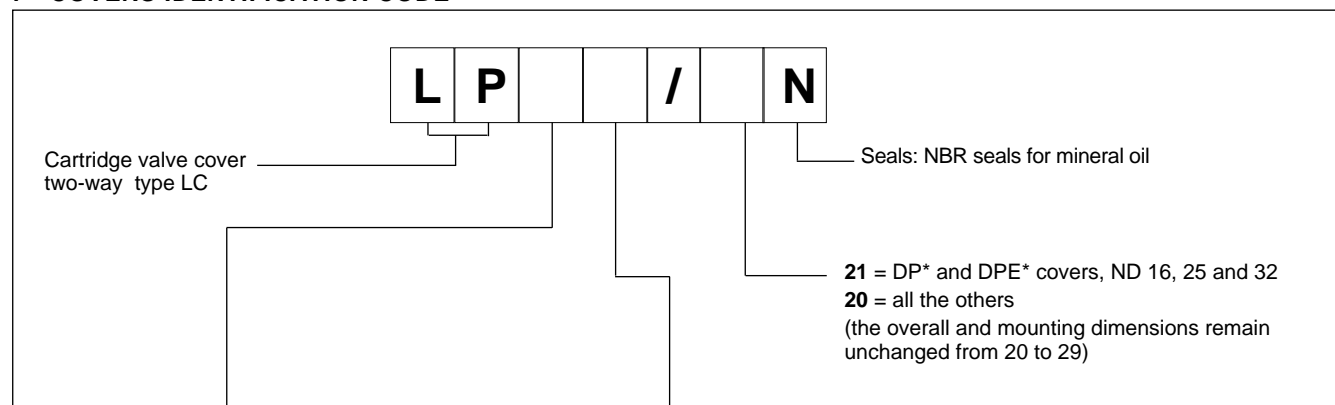 L P / N
Cartridge valve cover
two-way type LC
Seals: NBR seals for mineral oil
21 = DP* and DPE* covers, ND 16, 25 and 32
20 = all the others
(the overall and mounting dimensions remain
unchanged from 20 to 29)